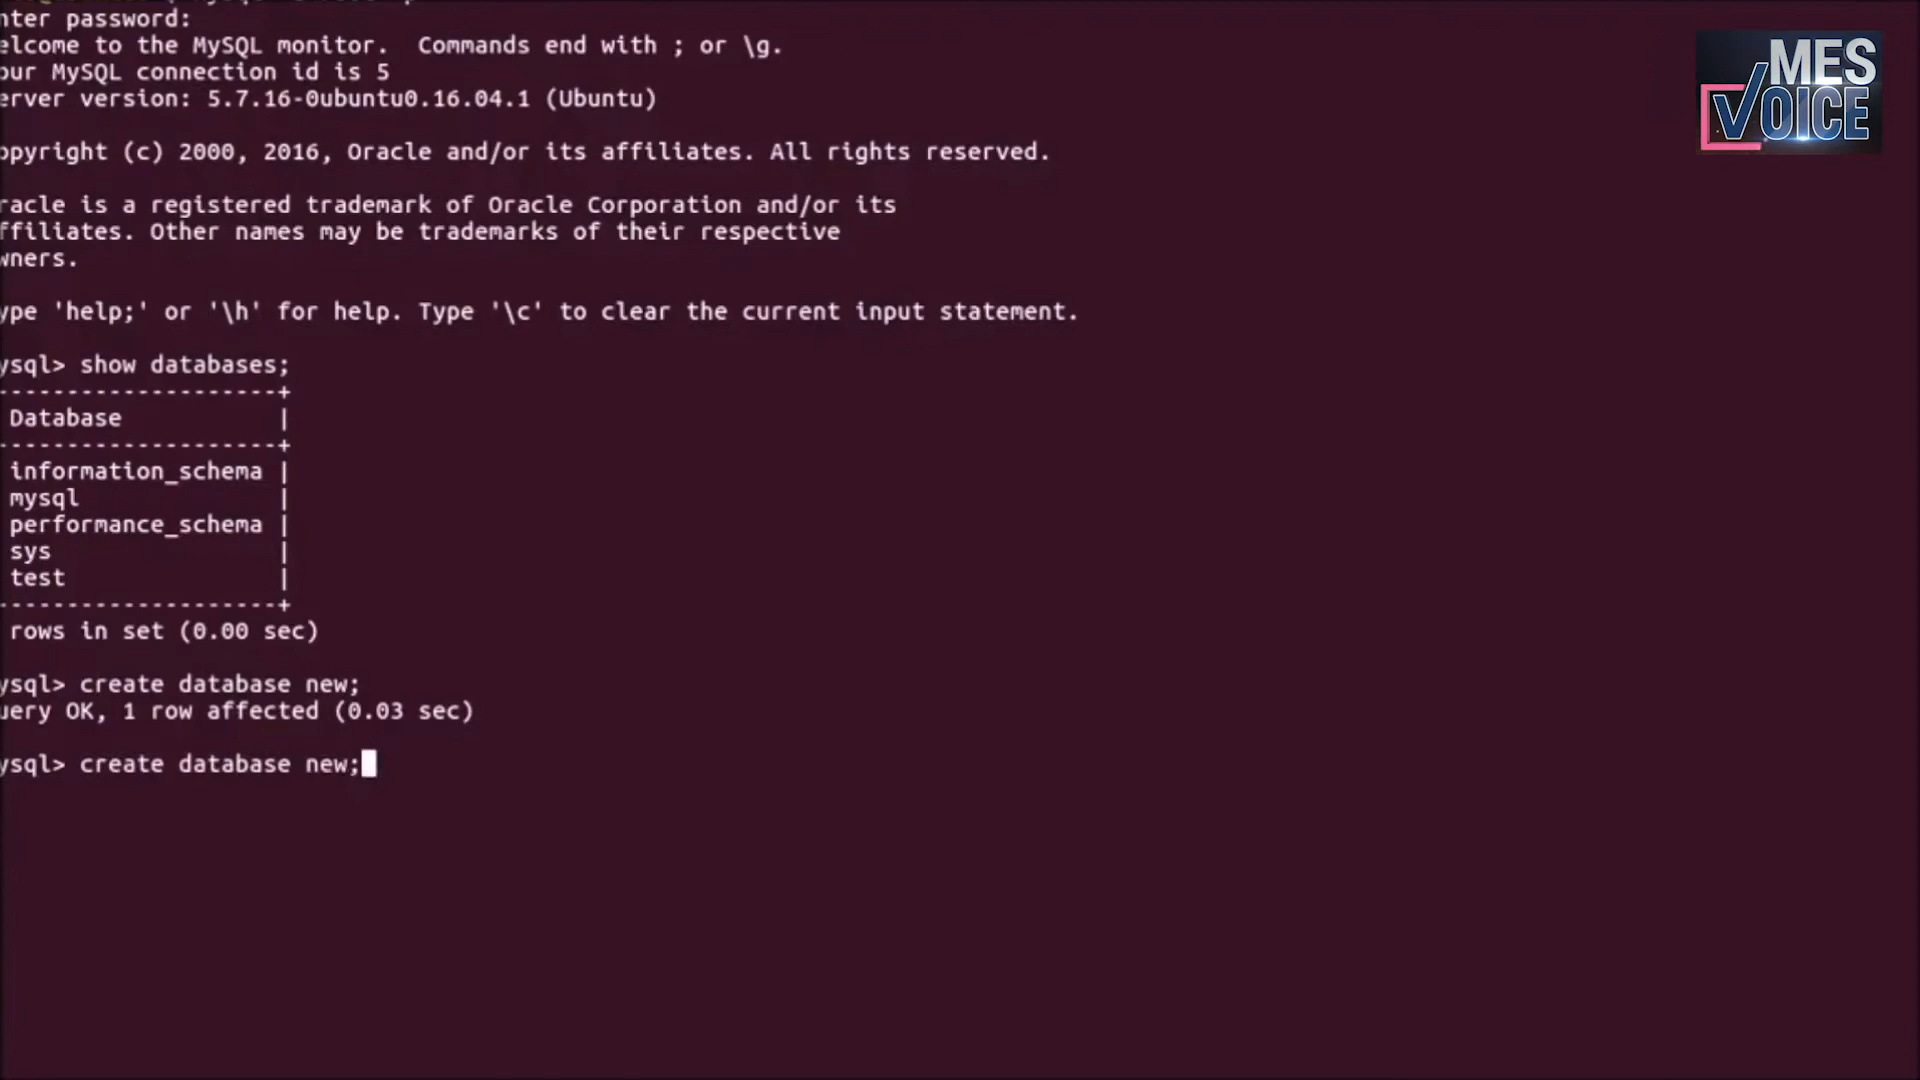 nter password:
elcome to the MySQL monitor.  Commands end with ; or \g.
our MySQL connection id is 5
erver version: 5.7.16-0ubuntu0.16.04.1 (Ubuntu)
opyright (c) 2000, 2016, Oracle and/or its affiliates. All rights reserved.
racle is a registered trademark of Oracle Corporation and/or its
ffiliates. Other names may be trademarks of their respective
wners.
ype 'help;' or '\h' for help. Type '\c' to clear the current input statement.
ysql> show databases;
--------------------+
Database           |
--------------------+
information_schema |
mysql              |
performance_schema |
sys                |
test               |
--------------------+
rows in set (0.00 sec)
ysql> create database new;
uery OK, 1 row affected (0.03 sec)
ysql> create database new;
MES
VOICE